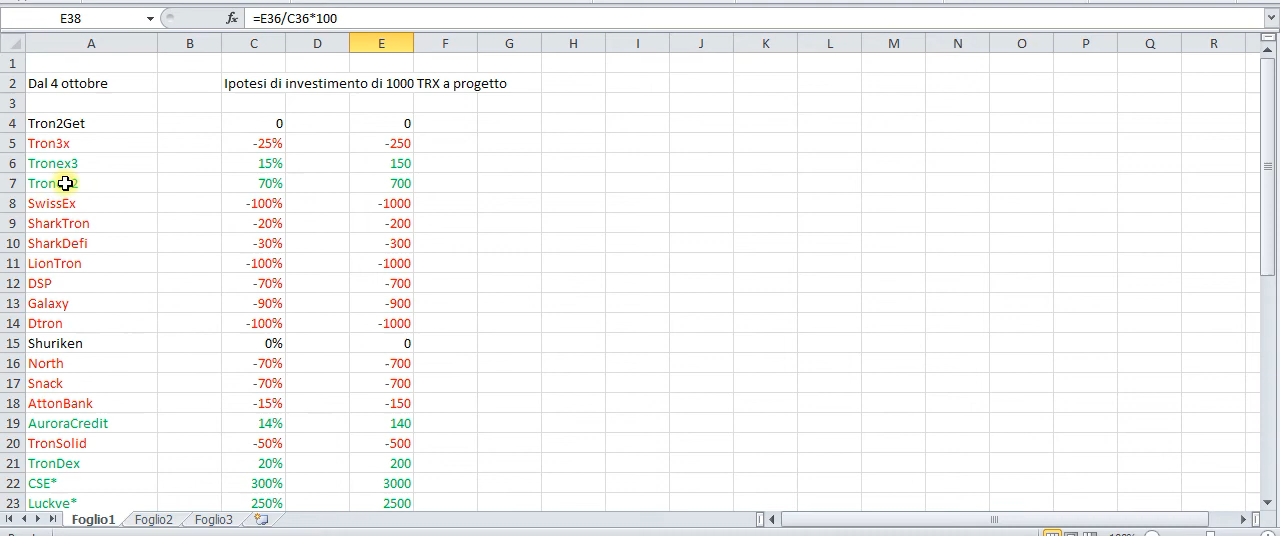 E38 fx =E36/C36*100
A B C D E F G H I J K L M N O P Q R
1
2 Dal 4 ottobre Ipotesi di investimento di 1000 TRX a progetto
3
4 Tron2Get 0 0
5 Tron3x -25% -250
6 Tronex3 15% 150
7 70% 700
8 SwissEx -100% -1000
9 SharkTron -20% -200
10 SharkDefi -30% -300
11 LionTron -100% -1000
12 DSP -70% -700
13 Galaxy -90% -900
14 Dtron -100% -1000
15 Shuriken 0% 0
16 North -70% -700
17 Snack -70% -700
18 AttonBank -15% -150
19 AuroraCredit 14% 140
20 TronSolid -50% -500
21 TronDex 20% 200
22 CSE* 300% 3000
23 Luckve* 250% 2500
Foglio1 Foglio2 Foglio3